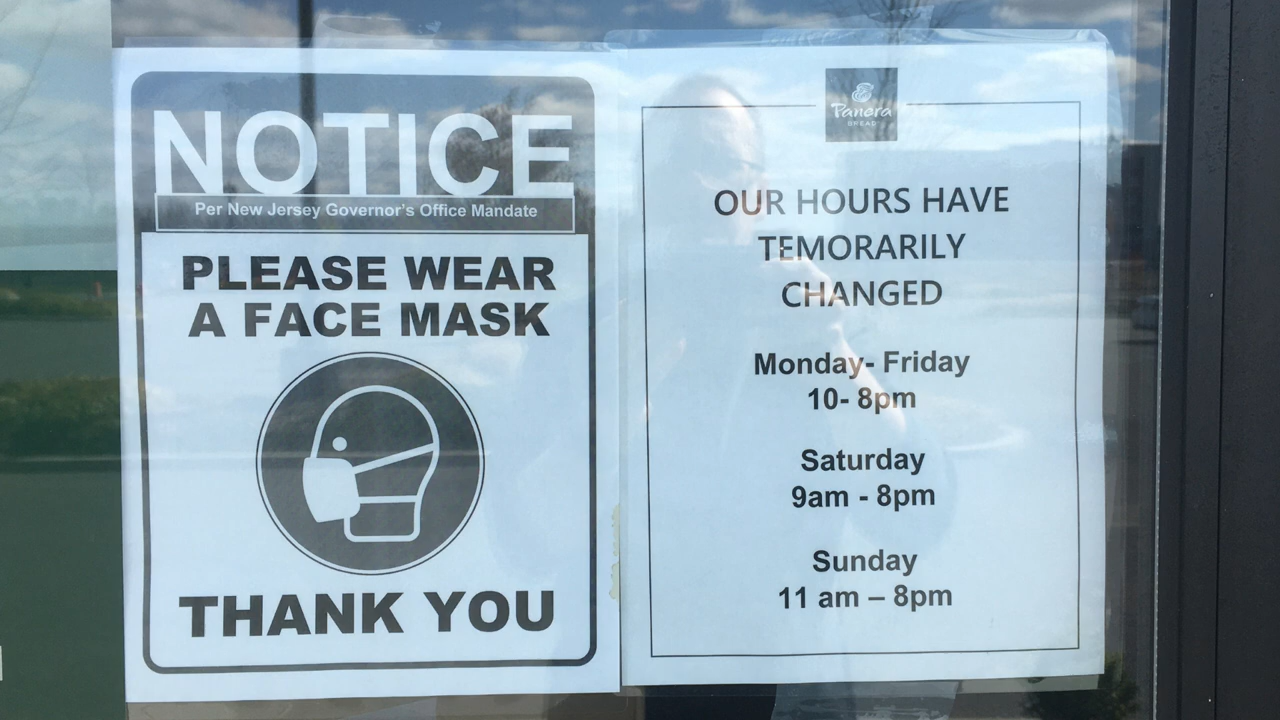 NOTICE
Per New Jersey Governor's Office Mandate
PLEASE WEAR
A FACE MASK
THANK YOU
Panera
BREAD
OUR HOURS HAVE
TEMORARILY
CHANGED
Monday- Friday
10- 8pm
Saturday
9am - 8pm
Sunday
11 am – 8pm